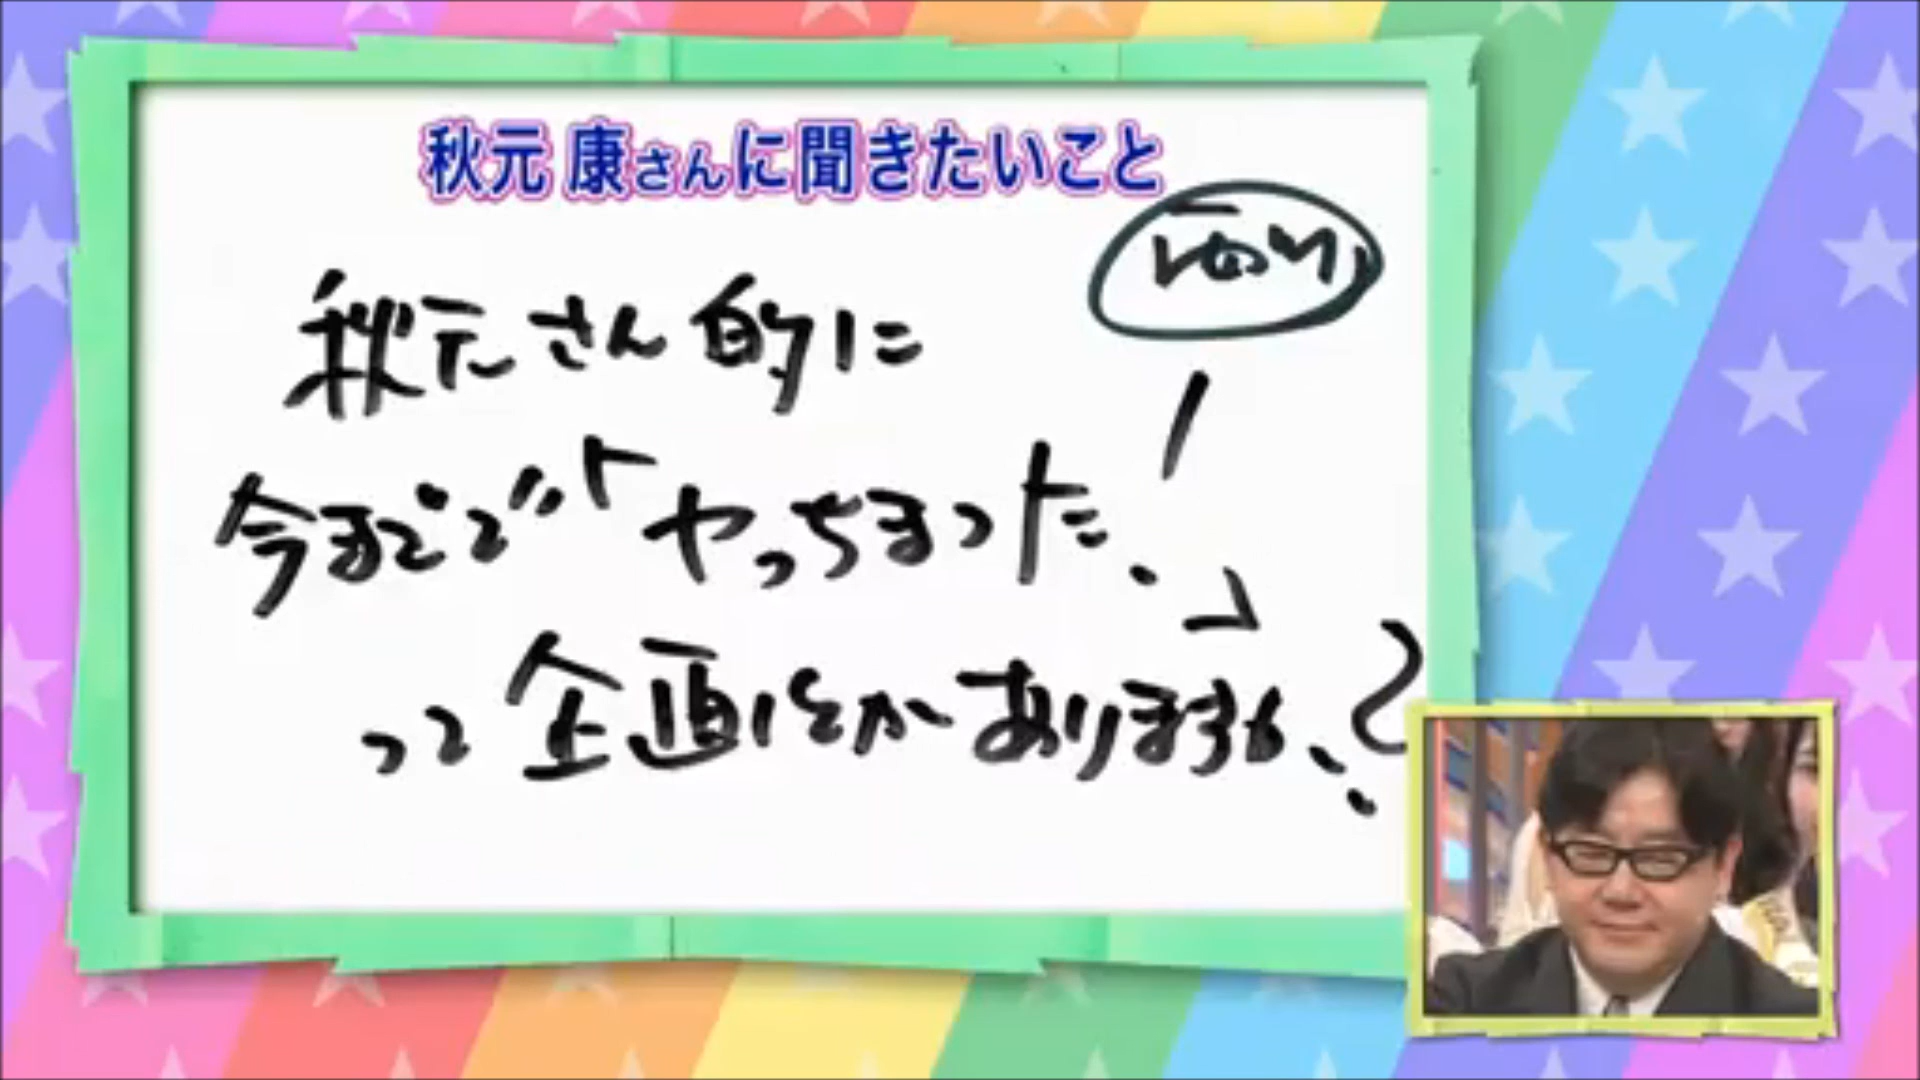 秋元 康さんに聞きたいこと
秋元さん的に
今までで「やっちまった!」
って企画とかありますか?